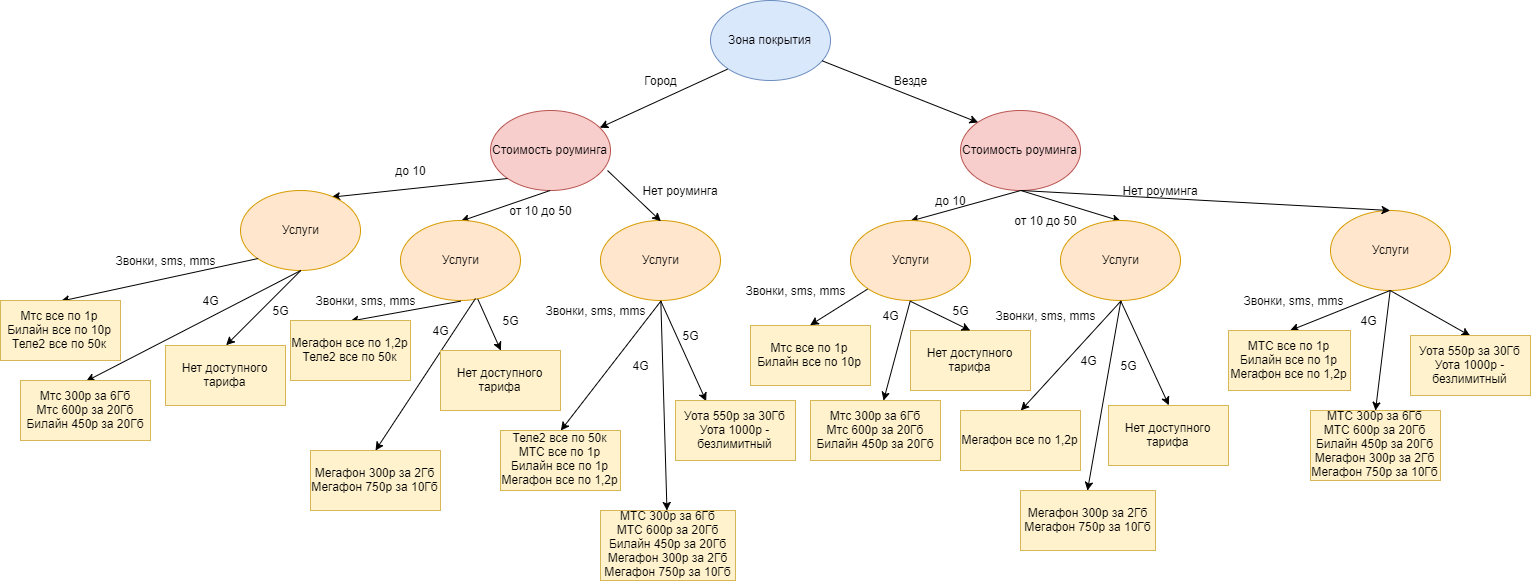 Зона покрытия
Город
Везде
Стоимость роуминга
Стоимость роуминга
до 10
от 10 до 50
Нет роуминга
до 10
от 10 до 50
Нет роуминга
Услуги
Услуги
Услуги
Услуги
Услуги
Услуги
Звонки, sms, mms
4G
5G
Мтс все по 1р
Билайн все по 10р
Теле2 все по 50к
Мтс 300р за 6Гб
Мтс 600р за 20Гб
Билайн 450р за 20Гб
Нет доступного
тарифа
Звонки, sms, mms
4G
5G
Мегафон все по 1,2р
Теле2 все по 50к
Мегафон 300р за 2Гб
Мегафон 750р за 10Гб
Нет доступного
тарифа
Звонки, sms, mms
4G
5G
Теле2 все по 50к
МТС все по 1р
Билайн все по 1р
Мегафон все по 1,2р
МТС 300р за 6Гб
МТС 600р за 20Гб
Билайн 450р за 20Гб
Мегафон 300р за 2Гб
Мегафон 750р за 10Гб
Уота 550р за 30Гб
Уота 1000р -
безлимитный
Звонки, sms, mms
4G
5G
Мтс все по 1р
Билайн все по 10р
Мтс 300р за 6Гб
Мтс 600р за 20Гб
Билайн 450р за 20Гб
Нет доступного
тарифа
Звонки, sms, mms
4G
5G
Мегафон все по 1,2р
Мегафон 300р за 2Гб
Мегафон 750р за 10Гб
Нет доступного
тарифа
Звонки, sms, mms
4G
МТС все по 1р
Билайн все по 1р
Мегафон все по 1,2р
МТС 300р за 6Гб
МТС 600р за 20Гб
Билайн 450р за 20Гб
Мегафон 300р за 2Гб
Мегафон 750р за 10Гб
Уота 550р за 30Гб
Уота 1000р -
безлимитный